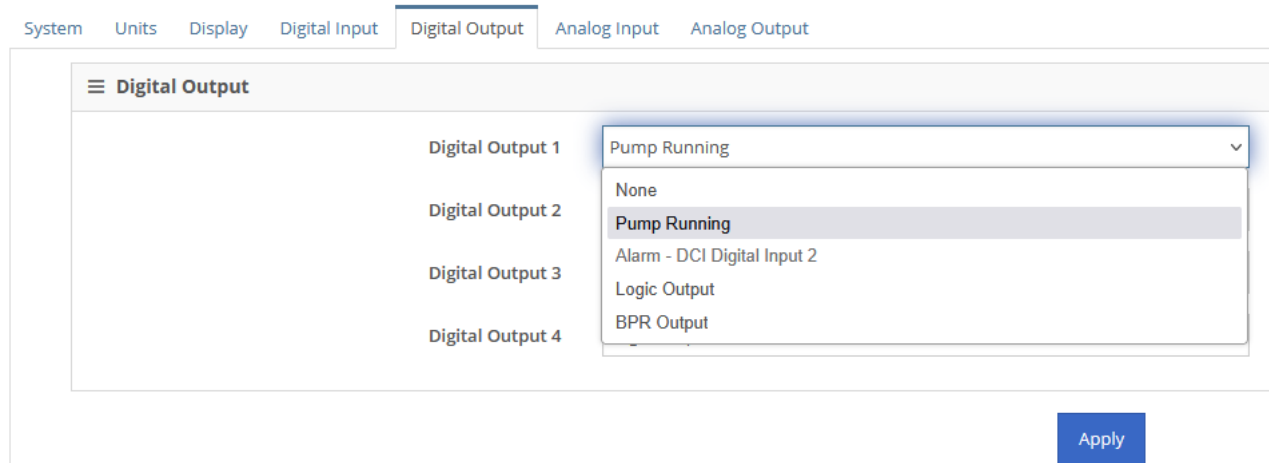 System Units Display Digital Input Digital Output Analog Input Analog Output
Digital Output
Digital Output 1 Pump Running
None
Digital Output 2
Pump Running
Alarm - DCI Digital Input 2
Digital Output 3
Logic Output
BPR Output
Digital Output 4
Apply